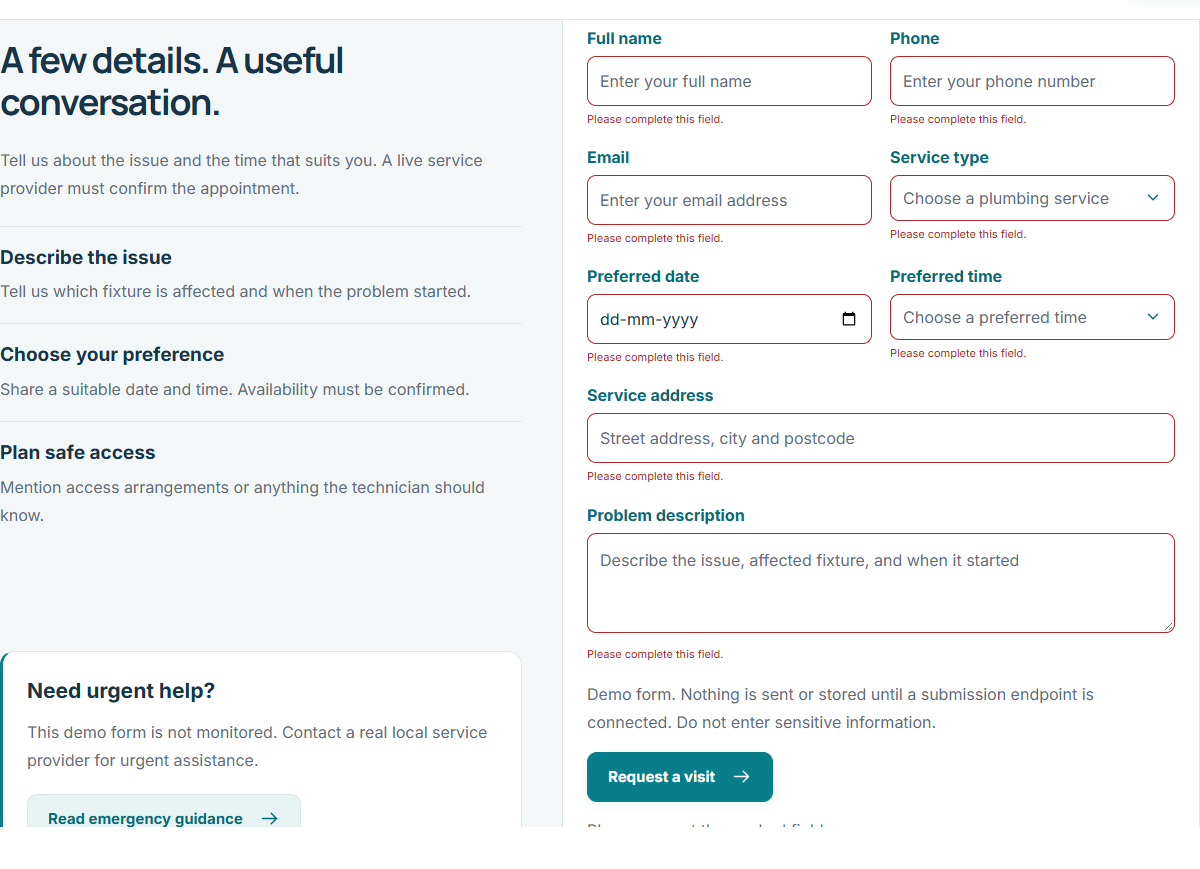 A few details. A useful
conversation.
Tell us about the issue and the time that suits you. A live service
provider must confirm the appointment.
Describe the issue
Tell us which fixture is affected and when the problem started.
Choose your preference
Share a suitable date and time. Availability must be confirmed.
Plan safe access
Mention access arrangements or anything the technician should
know.
Need urgent help?
This demo form is not monitored. Contact a real local service
provider for urgent assistance.
Read emergency guidance
Full name
Enter your full name
Please complete this field.
Phone
Enter your phone number
Please complete this field.
Email
Enter your email address
Please complete this field.
Service type
Choose a plumbing service
Please complete this field.
Preferred date
dd-mm-yyyy
Please complete this field.
Preferred time
Choose a preferred time
Please complete this field.
Service address
Street address, city and postcode
Please complete this field.
Problem description
Describe the issue, affected fixture, and when it started
Please complete this field.
Demo form. Nothing is sent or stored until a submission endpoint is
connected. Do not enter sensitive information.
Request a visit